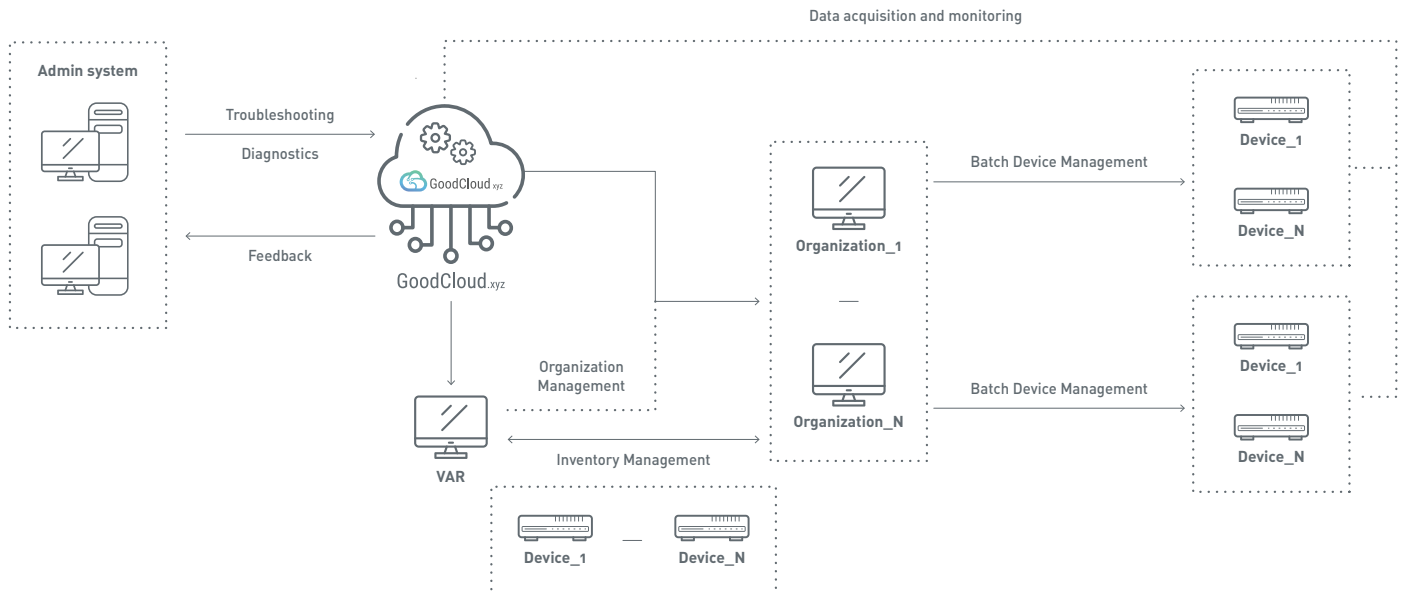 Data acquisition and monitoring
Admin system
Troubleshooting
Diagnostics
Feedback
GoodCloud xyz
GoodCloud.xyz
Organization
Management
VAR
Inventory Management
Device_1
Device_N
Organization_1
Organization_N
Batch Device Management
Batch Device Management
Device_1
Device_N
Device_1
Device_N